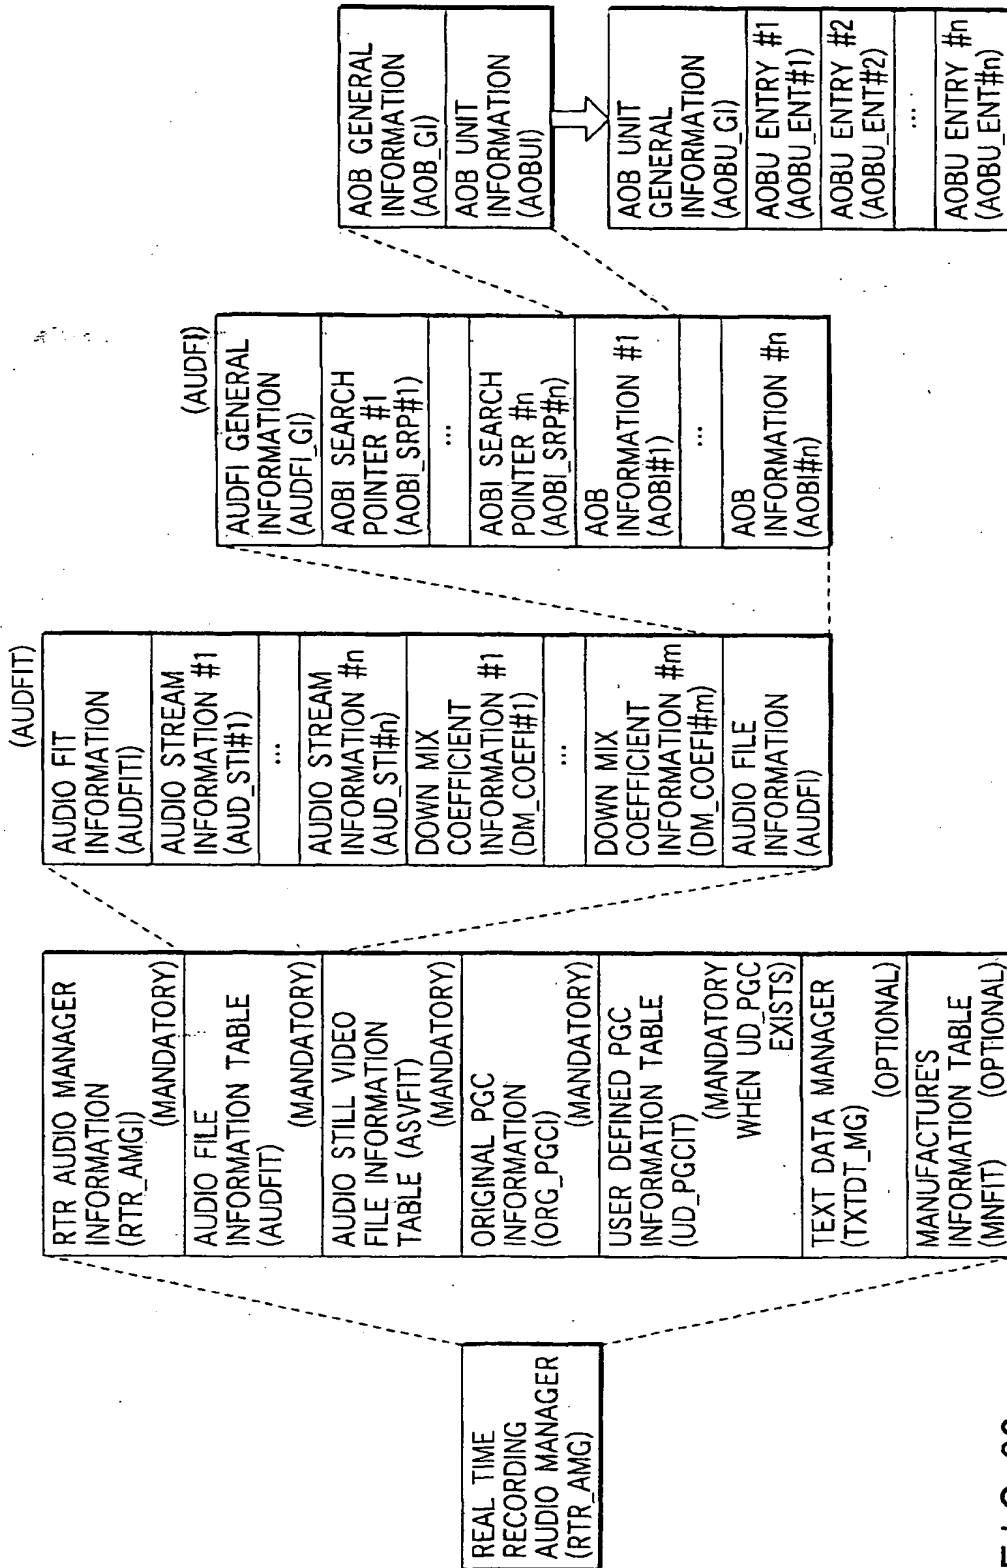 REAL TIME
RECORDING
AUDIO MANAGER
(RTR_AMG)
RTR AUDIO MANAGER
INFORMATION
(RTR_AMGI)
(MANDATORY)
AUDIO FILE
INFORMATION TABLE
(AUDFIT)
(MANDATORY)
AUDIO STILL VIDEO
FILE INFORMATION
TABLE (ASVFIT)
(MANDATORY)
ORIGINAL PGC
INFORMATION
(ORG_PGCI)
(MANDATORY)
USER DEFINED PGC
INFORMATION TABLE
(UD_PGCIT)
(MANDATORY
WHEN UD_PGC
EXISTS)
TEXT DATA MANAGER
(TXTDT_MG)
(OPTIONAL)
MANUFACTURE'S
INFORMATION TABLE
(MNFIT) (OPTIONAL)
(AUDFIT)
AUDIO FIT
INFORMATION
(AUDFITI)
AUDIO STREAM
INFORMATION #1
(AUD_STI#1)
...
AUDIO STREAM
INFORMATION #n
(AUD_STI#n)
DOWN MIX
COEFFICIENT
INFORMATION #1
(DM_COEFI#1)
...
DOWN MIX
COEFFICIENT
INFORMATION #m
(DM_COEFI#m)
AUDIO FILE
INFORMATION
(AUDFI)
(AUDFI)
AUDFI GENERAL
INFORMATION
(AUDFI_GI)
AOBI SEARCH
POINTER #1
(AOBI_SRP#1)
...
AOBI SEARCH
POINTER #n
(AOBI_SRP#n)
AOB
INFORMATION #1
(AOBI#1)
...
AOB
INFORMATION #n
(AOBI#n)
AOB GENERAL
INFORMATION
(AOB_GI)
AOB UNIT
INFORMATION
(AOBUI)
AOB UNIT
GENERAL
INFORMATION
(AOBU_GI)
AOBU ENTRY #1
(AOBU_ENT#1)
AOBU ENTRY #2
(AOBU_ENT#2)
...
AOBU ENTRY #n
(AOBU_ENT#n)